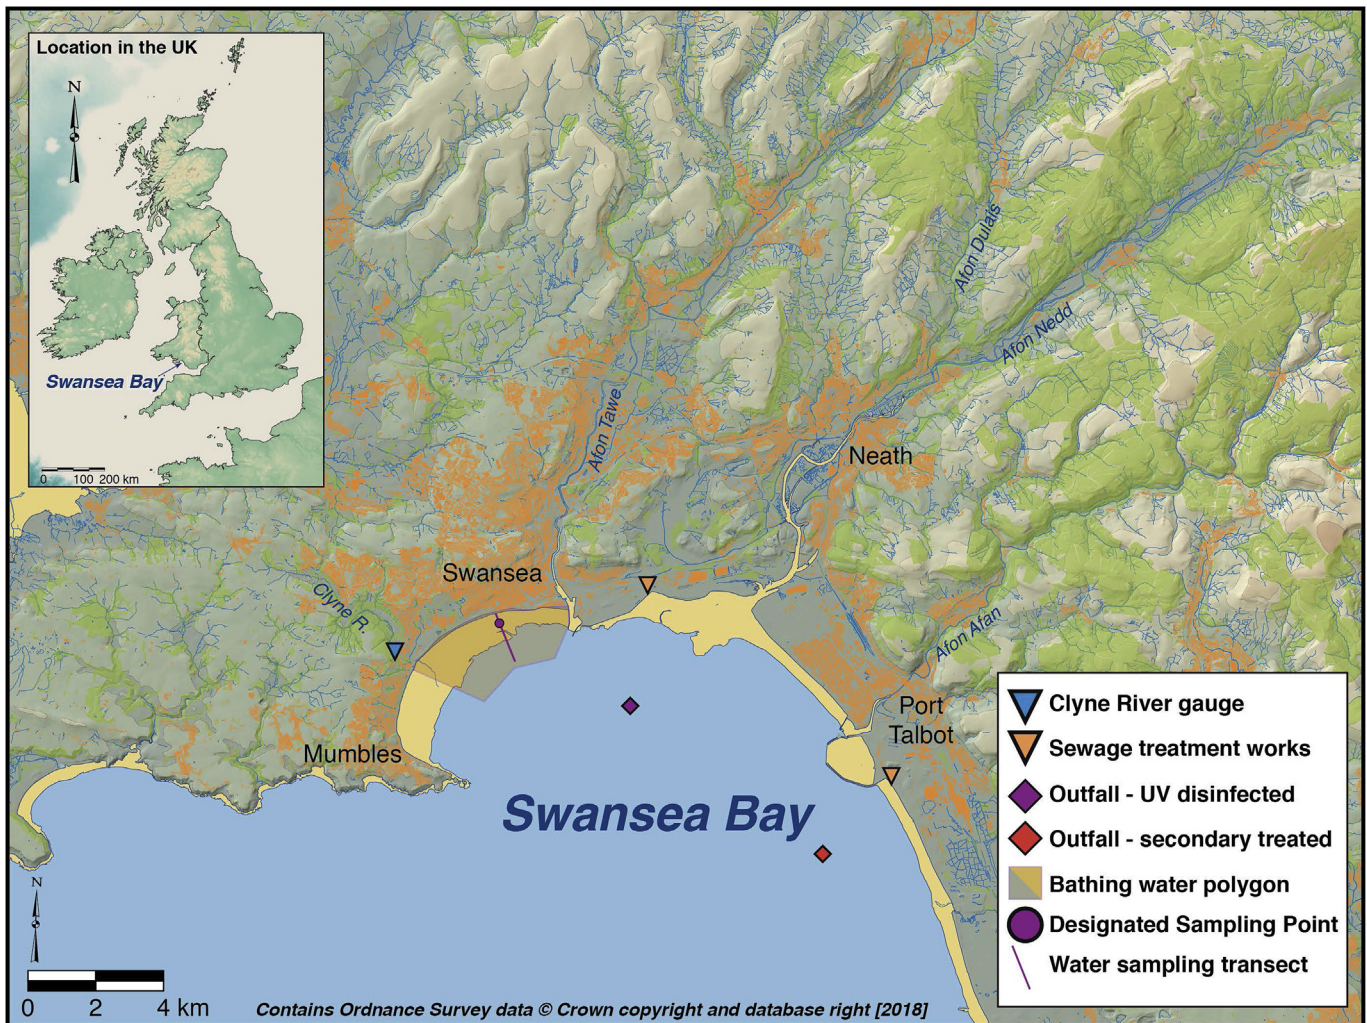 Location in the UK
N
Swansea Bay
0 100 200 km
Afon Dulais
Afon Nedd
Afon Tawe
Neath
Swansea
Clyne R.
Afon Afan
Port
Talbot
Mumbles
Swansea Bay
Clyne River gauge
Sewage treatment works
Outfall - UV disinfected
Outfall - secondary treated
Bathing water polygon
Designated Sampling Point
Water sampling transect
N
0 2 4 km
Contains Ordnance Survey data © Crown copyright and database right [2018]